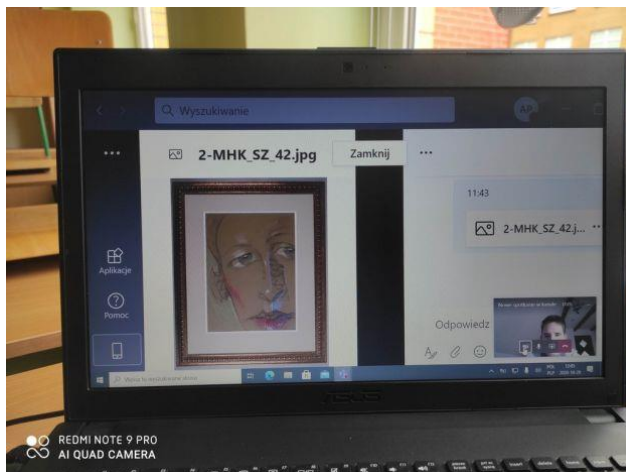 Wyszukiwanie
AP
2-MHK_SZ_42.jpg
Zamknij
11:43
2-MHK_SZ_42.j...
Aplikacje
Pomoc
Odpowiedz
ASUS
REDMI NOTE 9 PRO
AI QUAD CAMERA